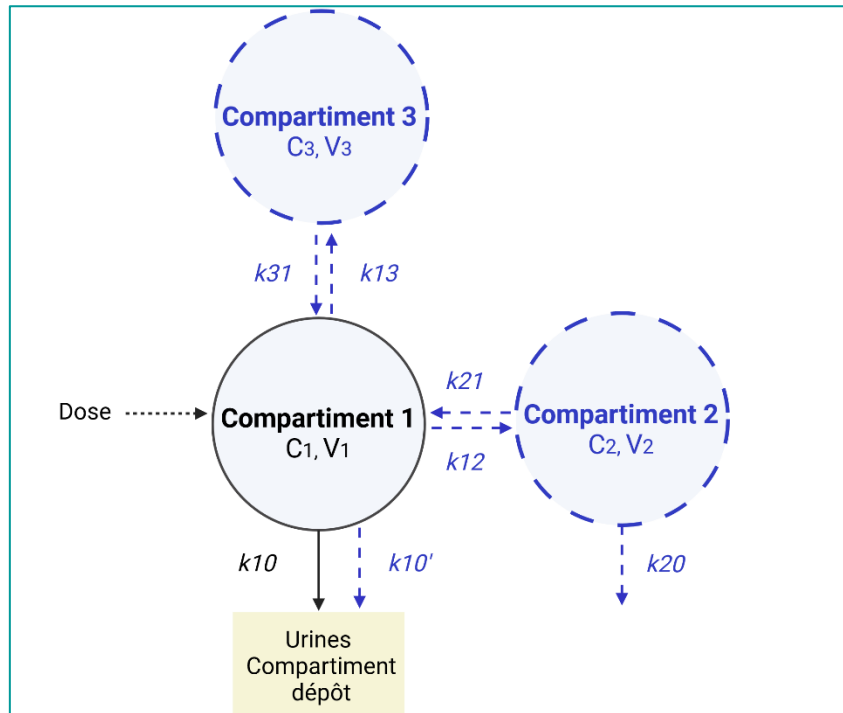 Compartiment 3
C3, V3
k31
k13
Dose
Compartiment 1
C1, V1
k21
k12
Compartiment 2
C2, V2
k10
k10'
k20
Urines
Compartiment
dépôt